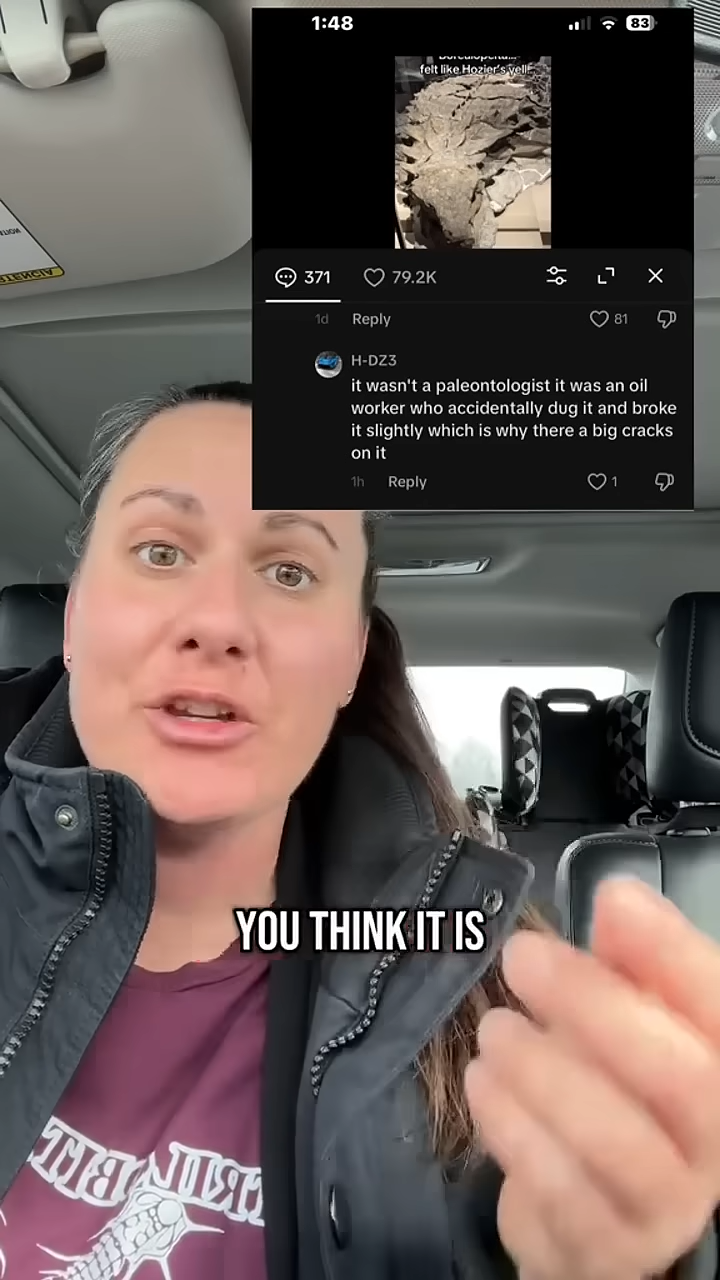 1:48
83
felt like Hozier's yell
371
79.2K
1d Reply
81
H-DZ3
it wasn't a paleontologist it was an oil
worker who accidentally dug it and broke
it slightly which is why there a big cracks
on it
1h Reply
1
YOU THINK IT IS